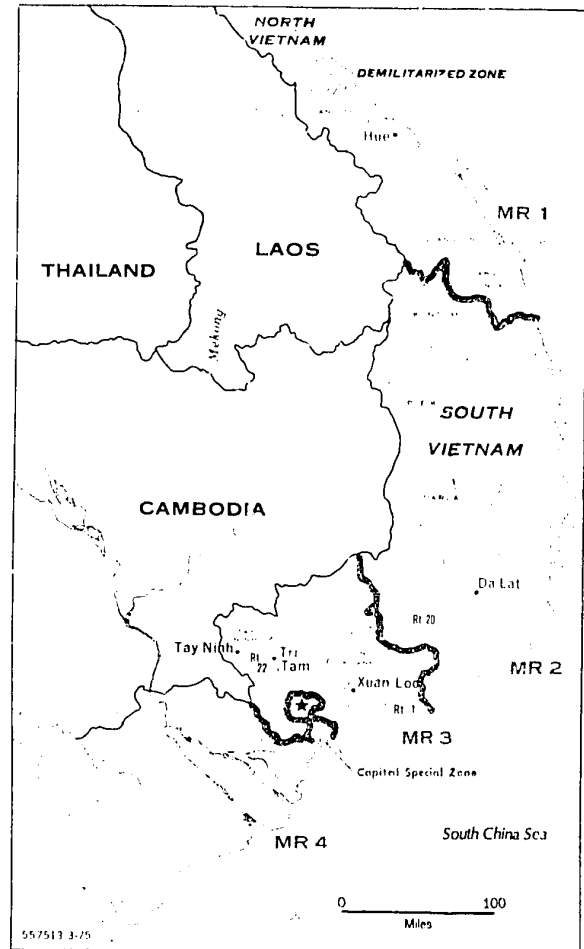 NORTH
VIETNAM
DEMILITARIZED ZONE
Hue
MR 1
LAOS
THAILAND
Mekong
SOUTH
VIETNAM
CAMBODIA
Da Lat
Rt 20
Tay Ninh
Rt
22
Tri
Tam
MR 2
Xuan Loc
Rt 1
MR 3
Capital Special Zone
MR 4
South China Sea
0 100
Miles
557513 3-75